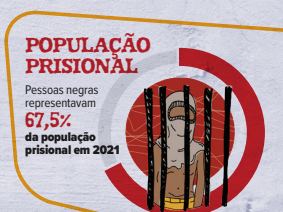 POPULAÇÃO
PRISIONAL
Pessoas negras
representavam
67,5%
da população
prisional em 2021